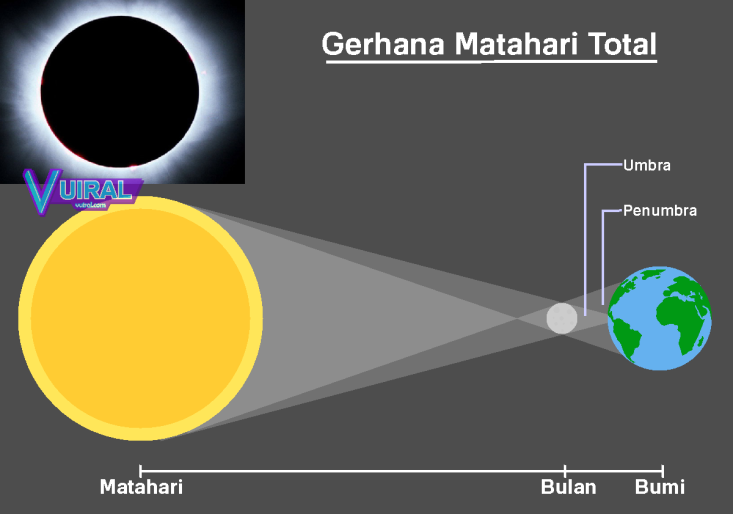 Gerhana Matahari Total
VUIRAL
vuiral.com
Umbra
Penumbra
Matahari
Bulan
Bumi